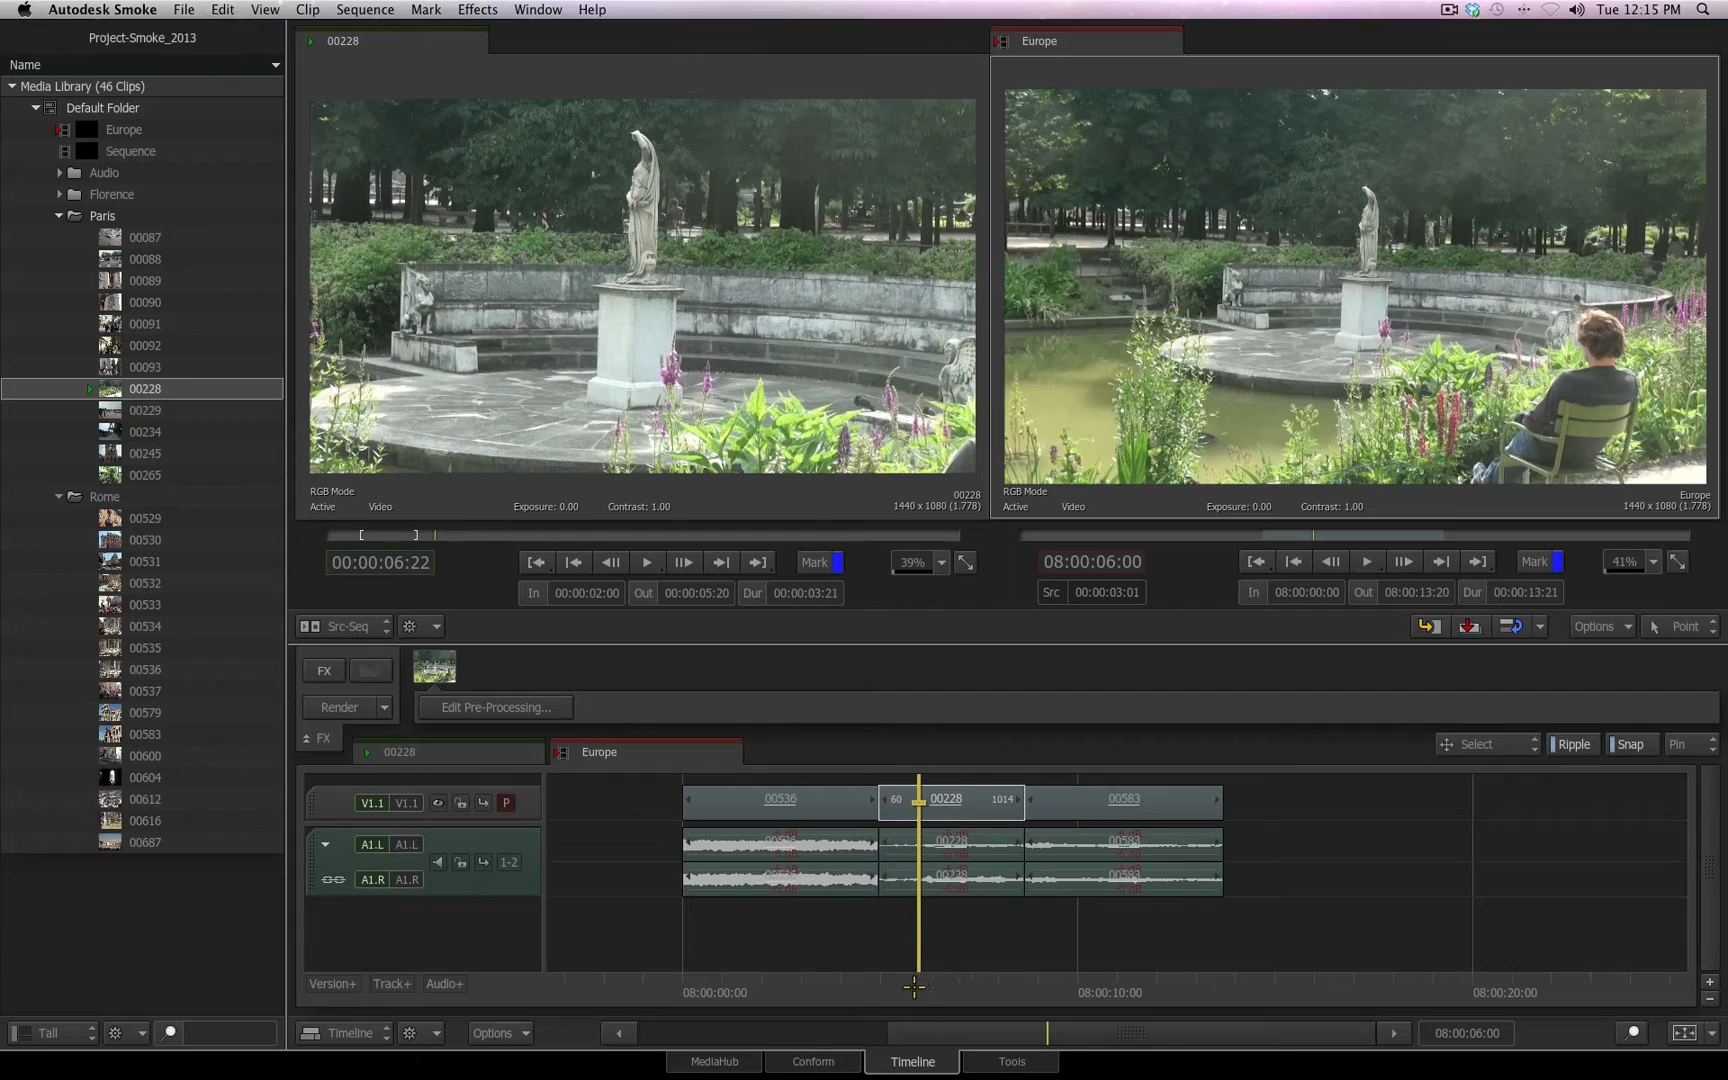 Autodesk Smoke File Edit View Clip Sequence Mark Effects Window Help Tue 12:15 PM
Project-Smoke_2013
00228
Europe
Name
Media Library (46 Clips)
Default Folder
Europe
Sequence
Audio
Florence
Paris
00087
00088
00089
00090
00091
00092
00093
00228
00229
00234
00245
00265
Rome
00529
00530
00531
00532
00533
00534
00535
00536
00537
00579
00583
00600
00604
00612
00616
00687
RGB Mode 00228
Active Video Exposure: 0.00 Contrast: 1.00 1440 x 1080 (1.778)
RGB Mode Europe
Active Video Exposure: 0.00 Contrast: 1.00 1440 x 1080 (1.778)
[ ]
00:00:06:22 Mark 39%
In 00:00:02:00 Out 00:00:05:20 Dur 00:00:03:21
08:00:06:00 Mark 41%
Src 00:00:03:01 In 08:00:00:00 Out 08:00:13:20 Dur 00:00:13:21
Src-Seq Options Point
FX
Render Edit Pre-Processing...
FX 00228 Europe Select Ripple Snap Pin
V1.1 V1.1 P 00536 60 00228 1014 00583
A1.L A1.L 00228 00583
1-2
A1.R A1.R 00228 00583
Version+ Track+ Audio+ 08:00:00:00 08:00:10:00 08:00:20:00
Tall Timeline Options 08:00:06:00
MediaHub Conform Timeline Tools